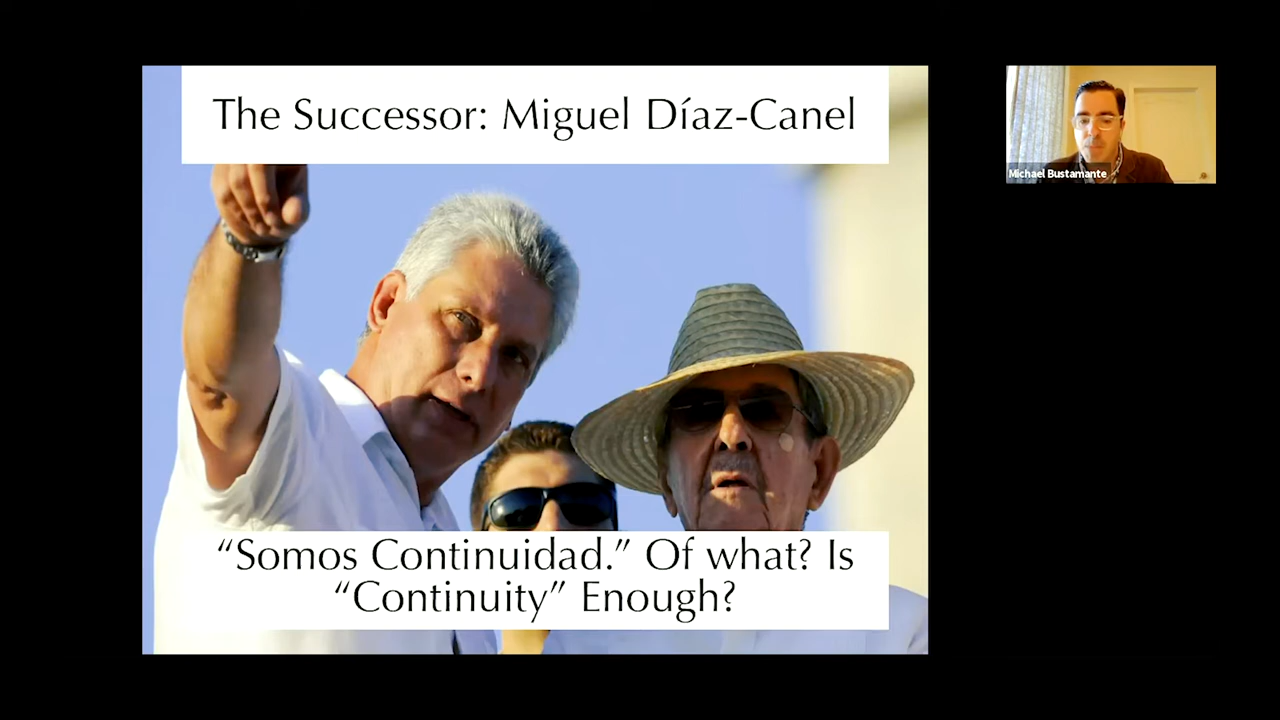 The Successor: Miguel Díaz-Canel
“Somos Continuidad.” Of what? Is
“Continuity” Enough?
Michael Bustamante